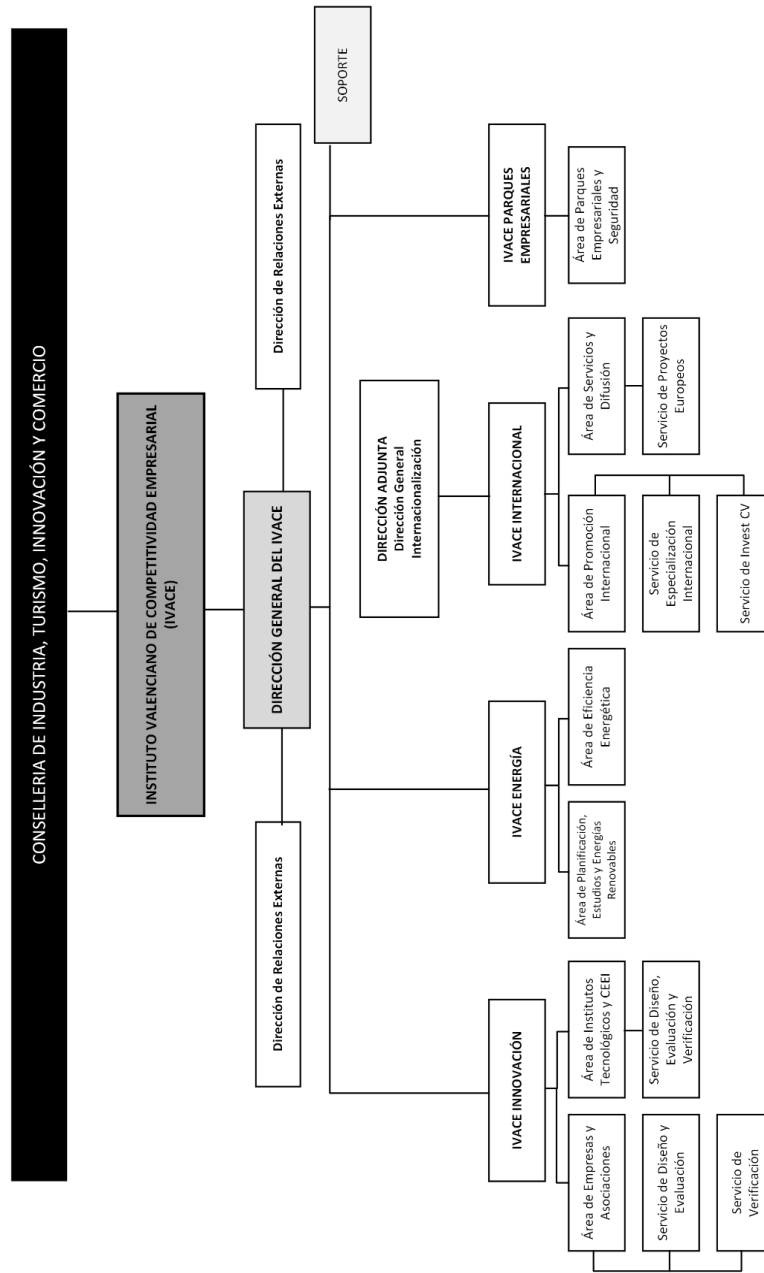 CONSELLERIA DE INDUSTRIA, TURISMO, INNOVACIÓN Y COMERCIO
INSTITUTO VALENCIANO DE COMPETITIVIDAD EMPRESARIAL
(IVACE)
DIRECCIÓN GENERAL DEL IVACE
Dirección de Relaciones Externas
Dirección de Relaciones Externas
SOPORTE
DIRECCIÓN ADJUNTA
Dirección General
Internacionalización
IVACE INNOVACIÓN
IVACE ENERGÍA
IVACE INTERNACIONAL
IVACE PARQUES
EMPRESARIALES
Área de Empresas y
Asociaciones
Servicio de Diseño y
Evaluación
Servicio de
Verificación
Área de Institutos
Tecnológicos y CEEI
Servicio de Diseño,
Evaluación y
Verificación
Área de Planificación,
Estudios y Energías
Renovables
Área de Eficiencia
Energética
Área de Promoción
Internacional
Servicio de
Especialización
Internacional
Servicio de Invest CV
Área de Servicios y
Difusión
Servicio de Proyectos
Europeos
Área de Parques
Empresariales y
Seguridad